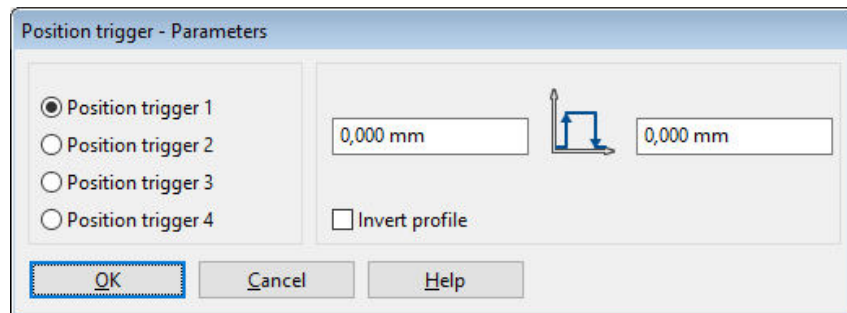 Position trigger - Parameters
Position trigger 1
Position trigger 2
Position trigger 3
Position trigger 4
0,000 mm
0,000 mm
Invert profile
OK
Cancel
Help